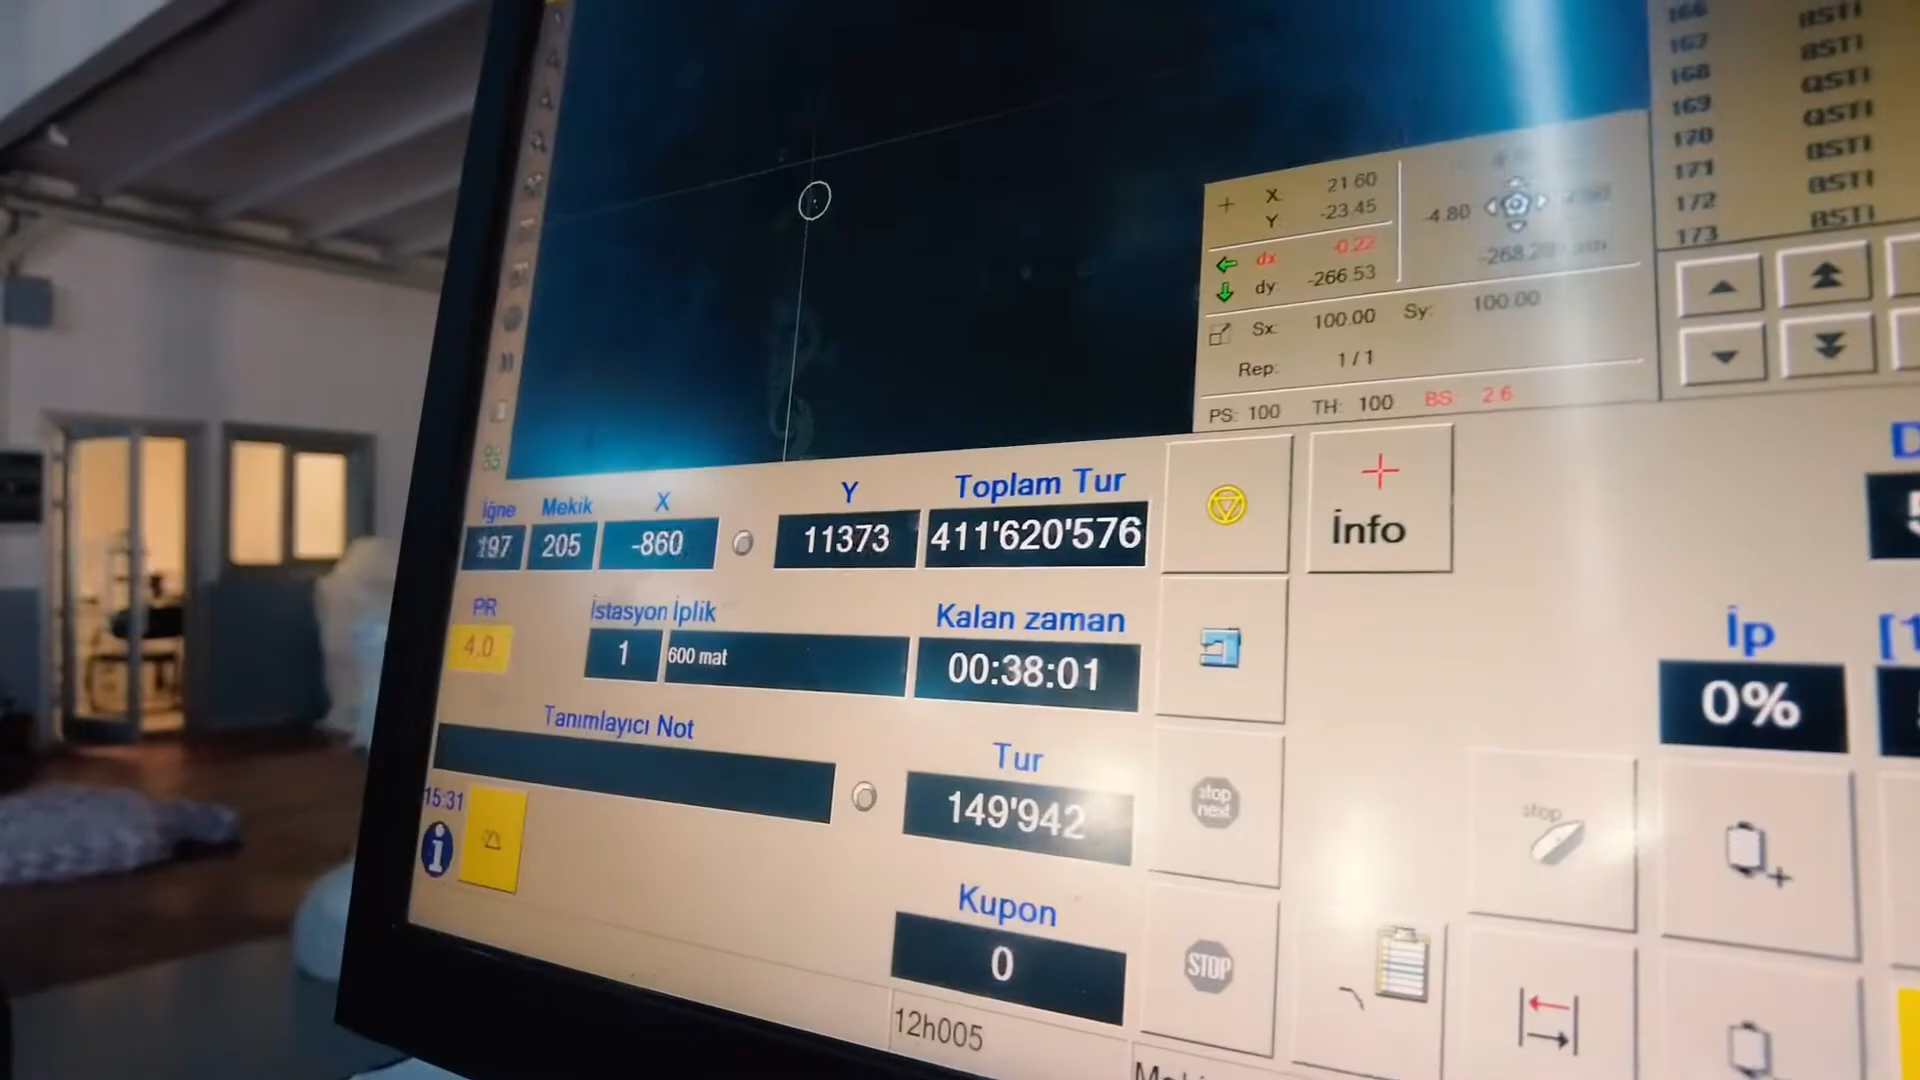 166 BSTI
167 BSTI
168 QSTI
169 QSTI
170 BSTI
171 BSTI
172 BSTI
173
X: 21.60
Y: -23.45
-4.80
dx -0.22
dy: -266.53
Sx: 100.00 Sy: 100.00
Rep: 1 / 1
PS: 100 TH: 100 BS: 2.6
İğne Mekik X Y Toplam Tur
197 205 -860 11373 411'620'576
İnfo
PR İstasyon İplik Kalan zaman
4.0 1 600 mat 00:38:01
İp
0%
Tanımlayıcı Not Tur
149'942
15:31
stop next
stop
Kupon
0
STOP
12h005